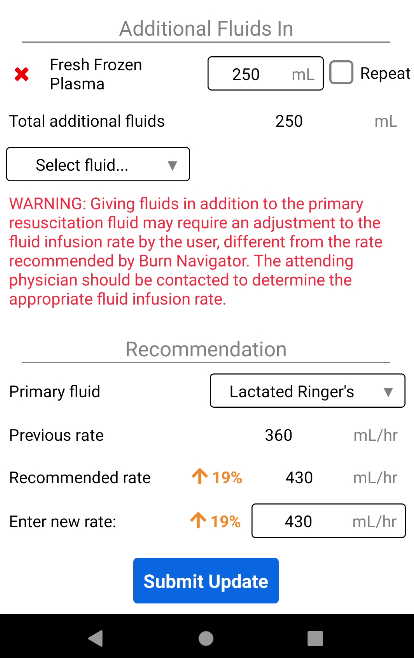 Additional Fluids In
Fresh Frozen
Plasma
250 mL
Repeat
Total additional fluids 250 mL
Select fluid...
WARNING: Giving fluids in addition to the primary
resuscitation fluid may require an adjustment to the
fluid infusion rate by the user, different from the rate
recommended by Burn Navigator. The attending
physician should be contacted to determine the
appropriate fluid infusion rate.
Recommendation
Primary fluid Lactated Ringer's
Previous rate 360 mL/hr
Recommended rate 19% 430 mL/hr
Enter new rate: 19% 430 mL/hr
Submit Update